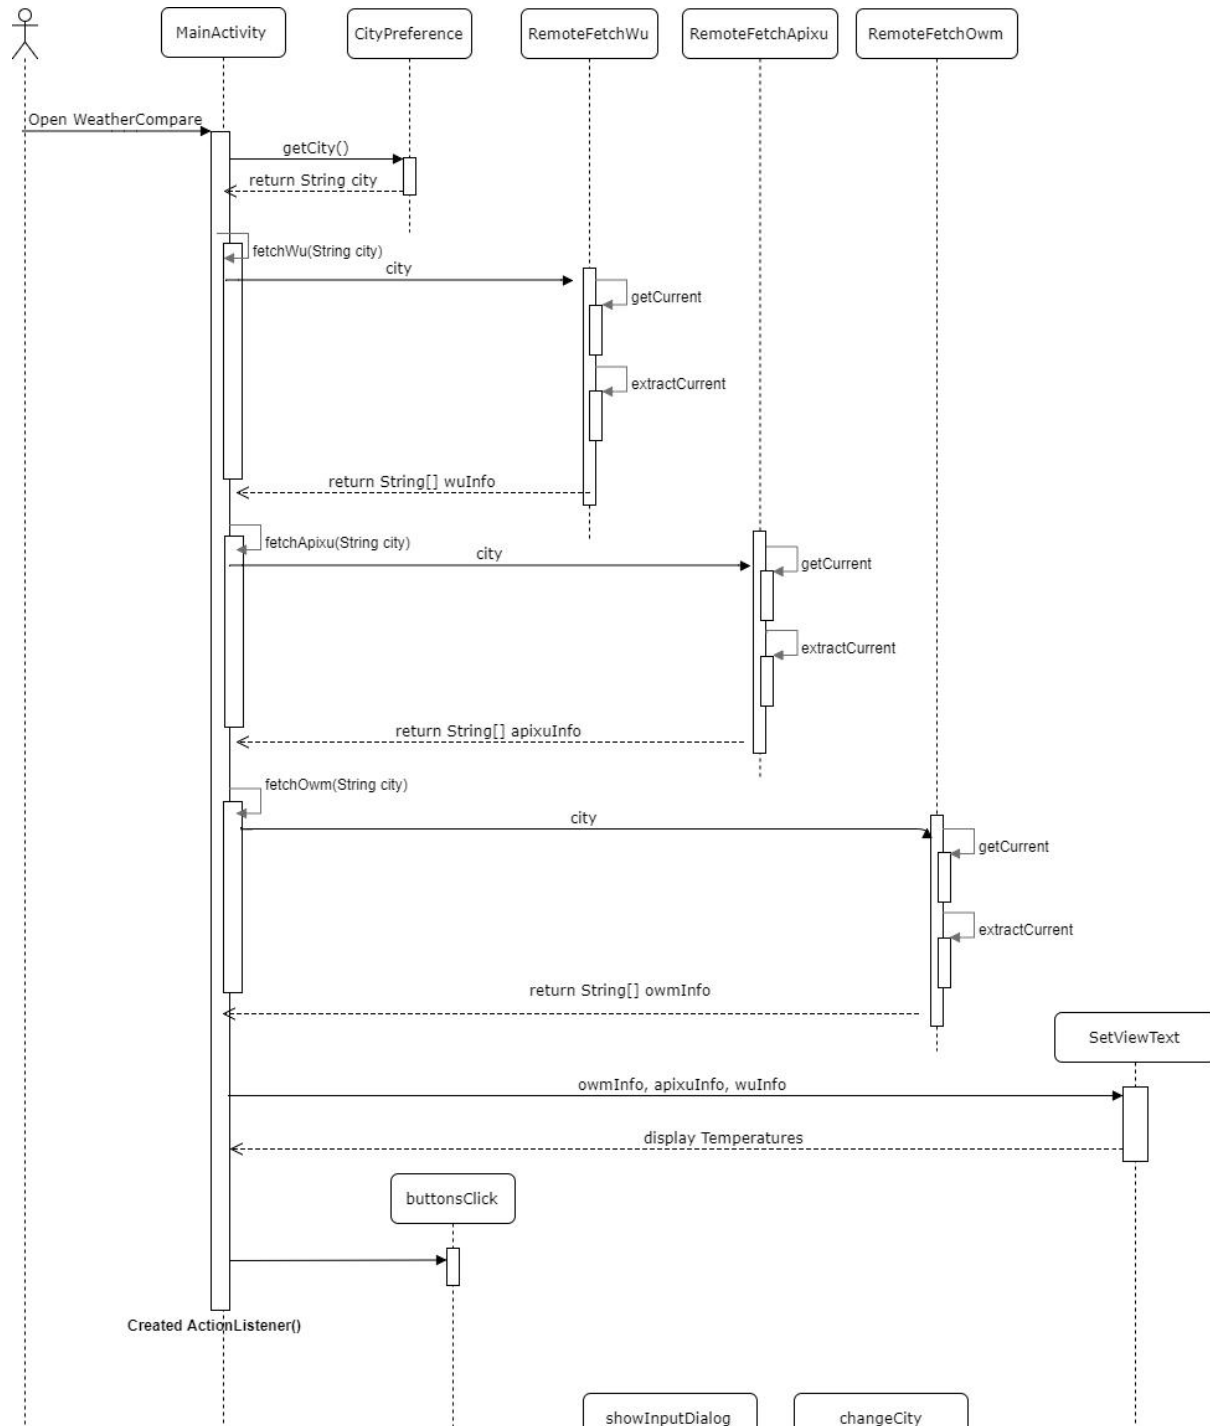 MainActivity
CityPreference
RemoteFetchWu
RemoteFetchApixu
RemoteFetchOwm
Open WeatherCompare
getCity()
return String city
fetchWu(String city)
city
getCurrent
extractCurrent
return String[] wuInfo
fetchApixu(String city)
city
getCurrent
extractCurrent
return String[] apixuInfo
fetchOwm(String city)
city
getCurrent
extractCurrent
return String[] owmInfo
SetViewText
owmInfo, apixuInfo, wuInfo
display Temperatures
buttonsClick
Created ActionListener()
showInputDialog
changeCity